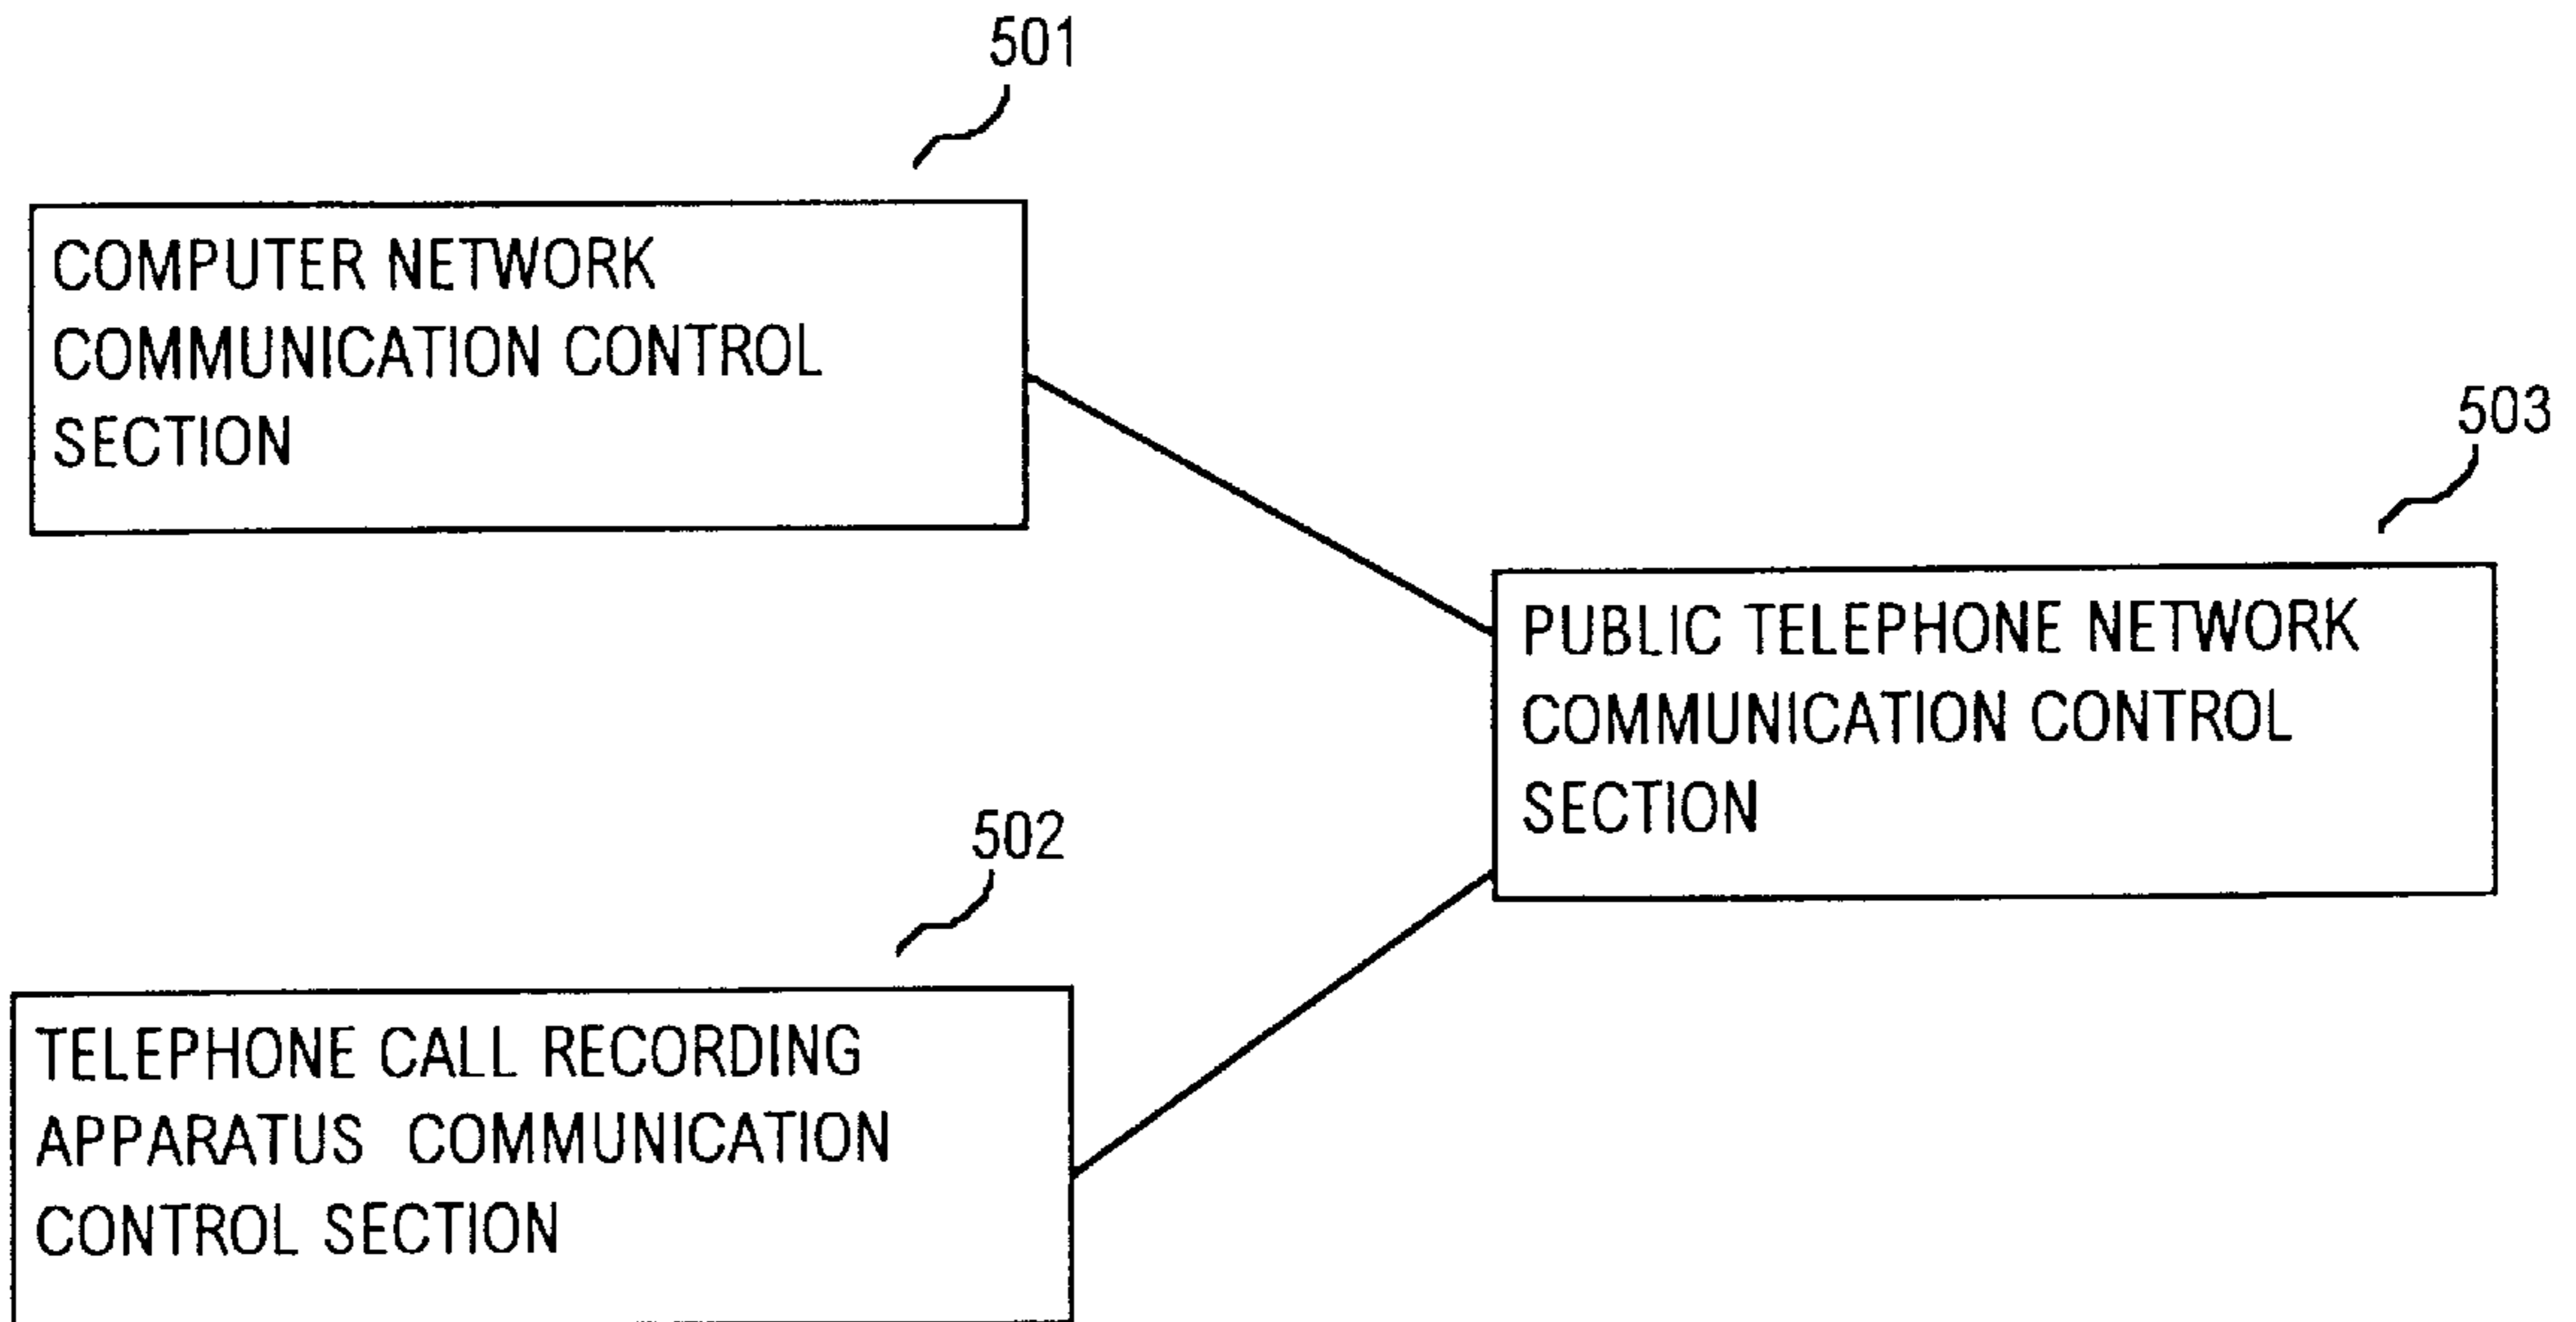 501
COMPUTER NETWORK
COMMUNICATION CONTROL
SECTION
503
PUBLIC TELEPHONE NETWORK
COMMUNICATION CONTROL
SECTION
502
TELEPHONE CALL RECORDING
APPARATUS COMMUNICATION
CONTROL SECTION